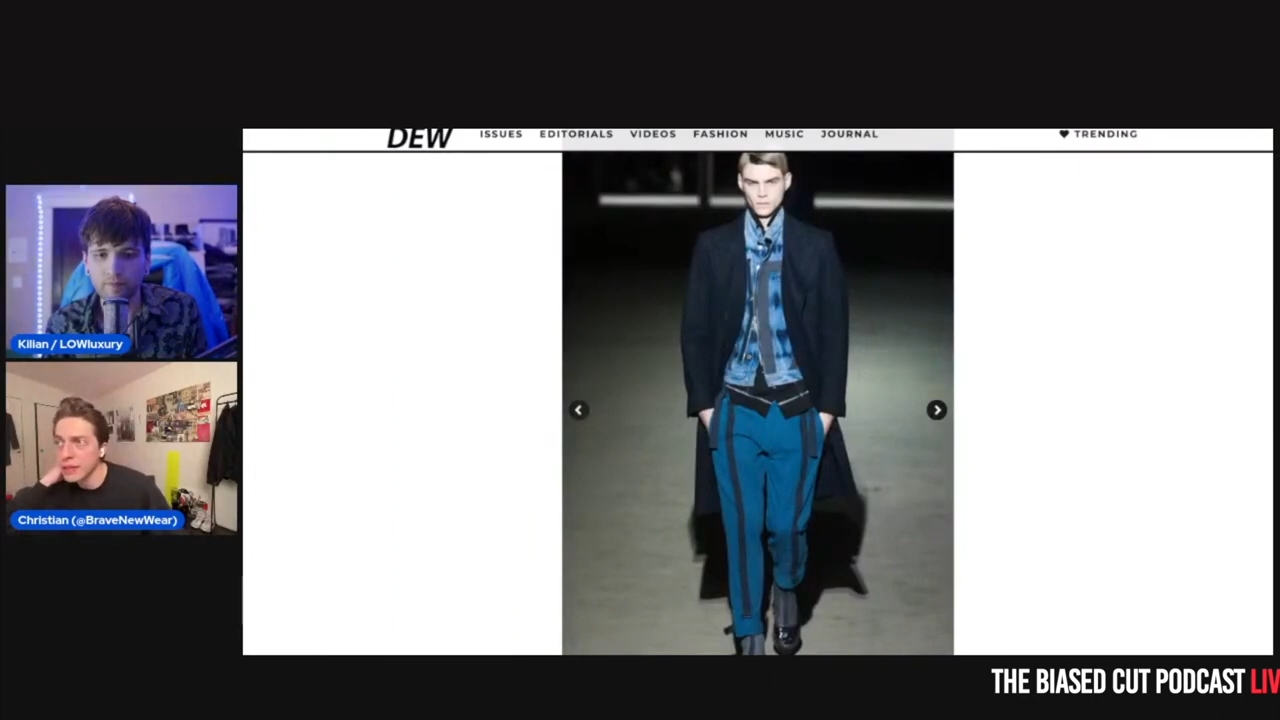 DEW ISSUES EDITORIALS VIDEOS FASHION MUSIC JOURNAL TRENDING
Kilian / LOWluxury
Christian (@BraveNewWear)
THE BIASED CUT PODCAST LIV